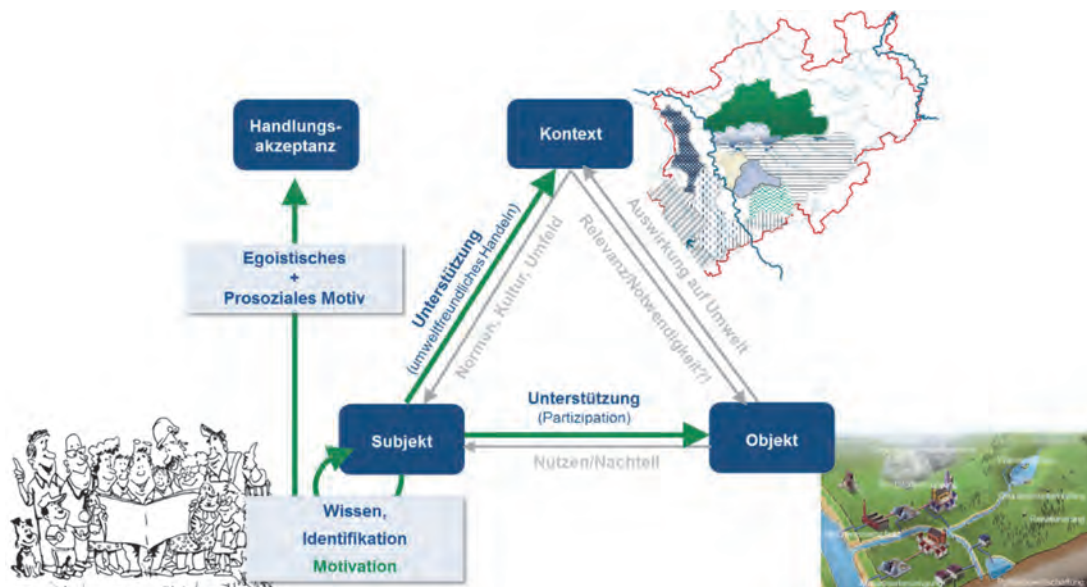 Handlungs-
akzeptanz
Kontext
Egoistisches
+
Prosoziales Motiv
Unterstützung
(umweltfreundliches Handeln)
Normen, Kultur, Umfeld
Auswirkung auf Umwelt
Relevanz/Notwendigkeit?!
Unterstützung
(Partizipation)
Subjekt
Objekt
Nutzen/Nachteil
Wissen,
Identifikation
Motivation